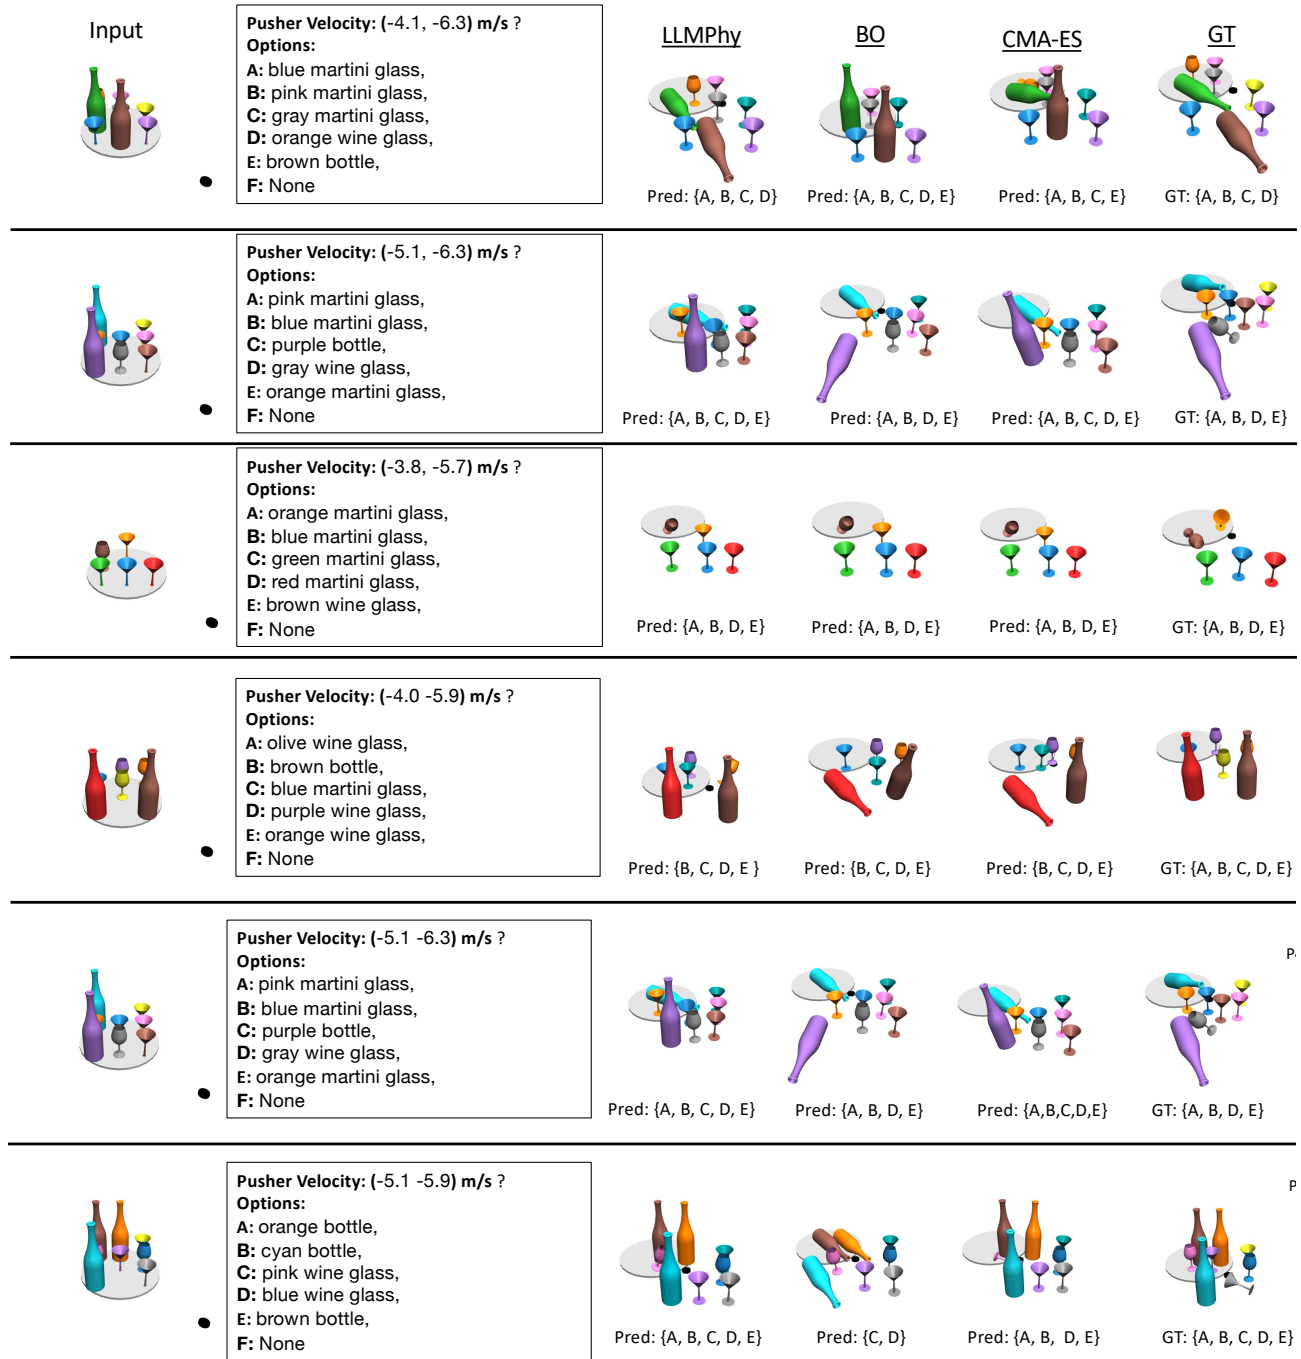 Input
LLMPhy
BO
CMA-ES
GT
Pusher Velocity: (-4.1, -6.3) m/s ?
Options:
A: blue martini glass,
B: pink martini glass,
C: gray martini glass,
D: orange wine glass,
E: brown bottle,
F: None
Pred: {A, B, C, D}
Pred: {A, B, C, D, E}
Pred: {A, B, C, E}
GT: {A, B, C, D}
Pusher Velocity: (-5.1, -6.3) m/s ?
Options:
A: pink martini glass,
B: blue martini glass,
C: purple bottle,
D: gray wine glass,
E: orange martini glass,
F: None
Pred: {A, B, C, D, E}
Pred: {A, B, D, E}
Pred: {A, B, C, D, E}
GT: {A, B, D, E}
Pusher Velocity: (-3.8, -5.7) m/s ?
Options:
A: orange martini glass,
B: blue martini glass,
C: green martini glass,
D: red martini glass,
E: brown wine glass,
F: None
Pred: {A, B, D, E}
Pred: {A, B, D, E}
Pred: {A, B, D, E}
GT: {A, B, D, E}
Pusher Velocity: (-4.0 -5.9) m/s ?
Options:
A: olive wine glass,
B: brown bottle,
C: blue martini glass,
D: purple wine glass,
E: orange wine glass,
F: None
Pred: {B, C, D, E }
Pred: {B, C, D, E}
Pred: {B, C, D, E}
GT: {A, B, C, D, E}
Pusher Velocity: (-5.1 -6.3) m/s ?
Options:
A: pink martini glass,
B: blue martini glass,
C: purple bottle,
D: gray wine glass,
E: orange martini glass,
F: None
Pred: {A, B, C, D, E}
Pred: {A, B, D, E}
Pred: {A,B,C,D,E}
GT: {A, B, D, E}
Pusher Velocity: (-5.1 -5.9) m/s ?
Options:
A: orange bottle,
B: cyan bottle,
C: pink wine glass,
D: blue wine glass,
E: brown bottle,
F: None
Pred: {A, B, C, D, E}
Pred: {C, D}
Pred: {A, B,  D, E}
GT: {A, B, C, D, E}